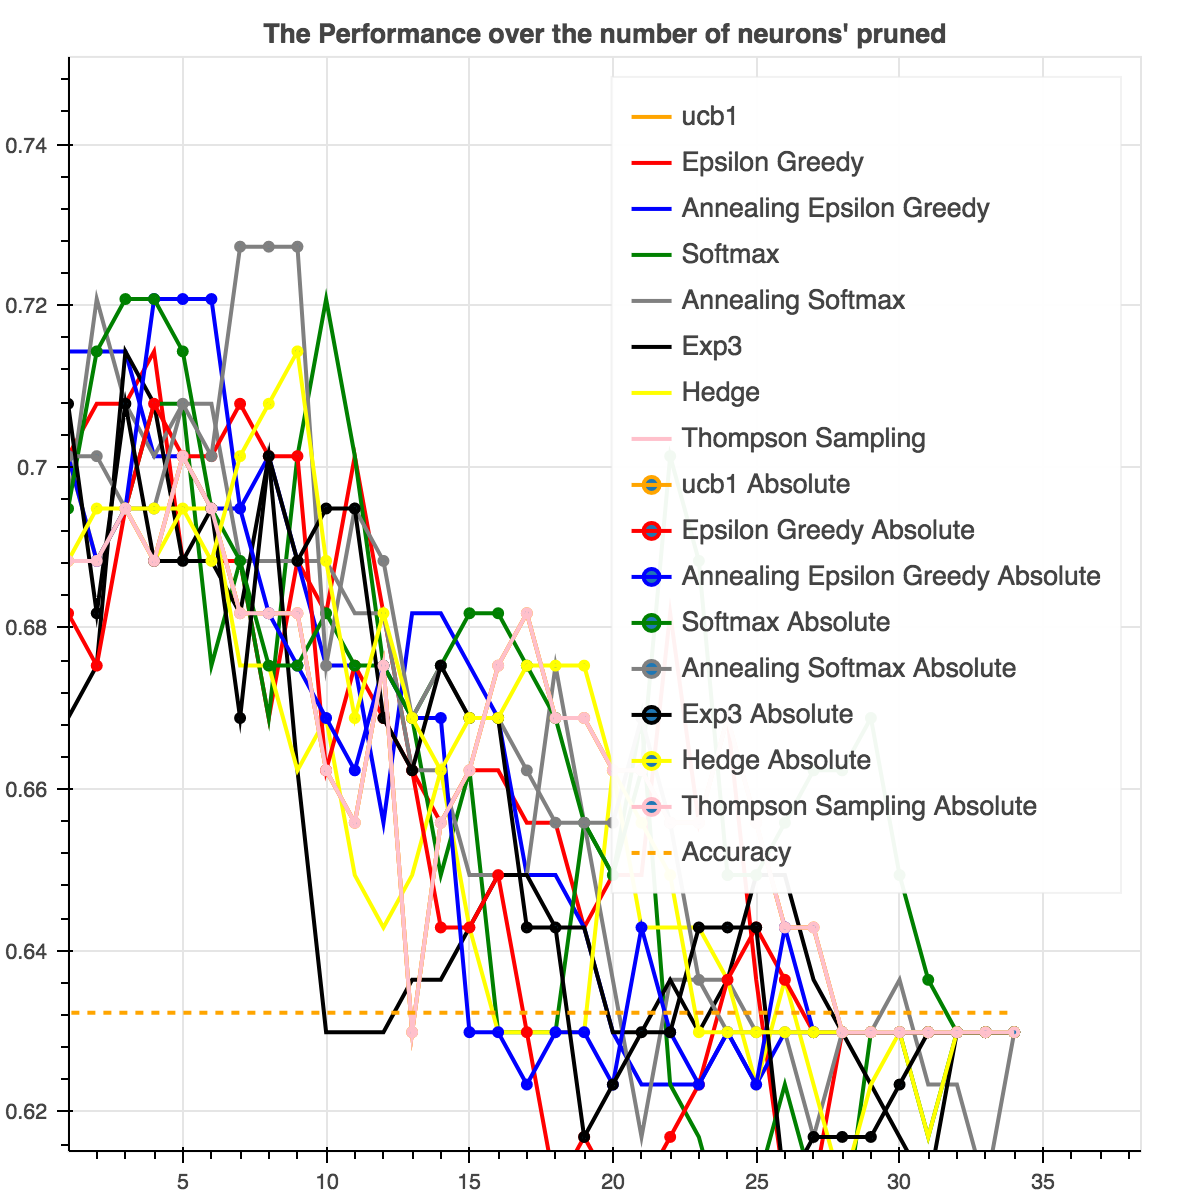 The Performance over the number of neurons' pruned
0.74
0.72
0.7
0.68
0.66
0.64
0.62
ucb1
Epsilon Greedy
Annealing Epsilon Greedy
Softmax
Annealing Softmax
Exp3
Hedge
Thompson Sampling
ucb1 Absolute
Epsilon Greedy Absolute
Annealing Epsilon Greedy Absolute
Softmax Absolute
Annealing Softmax Absolute
Exp3 Absolute
Hedge Absolute
Thompson Sampling Absolute
Accuracy
5 10 15 20 25 30 35